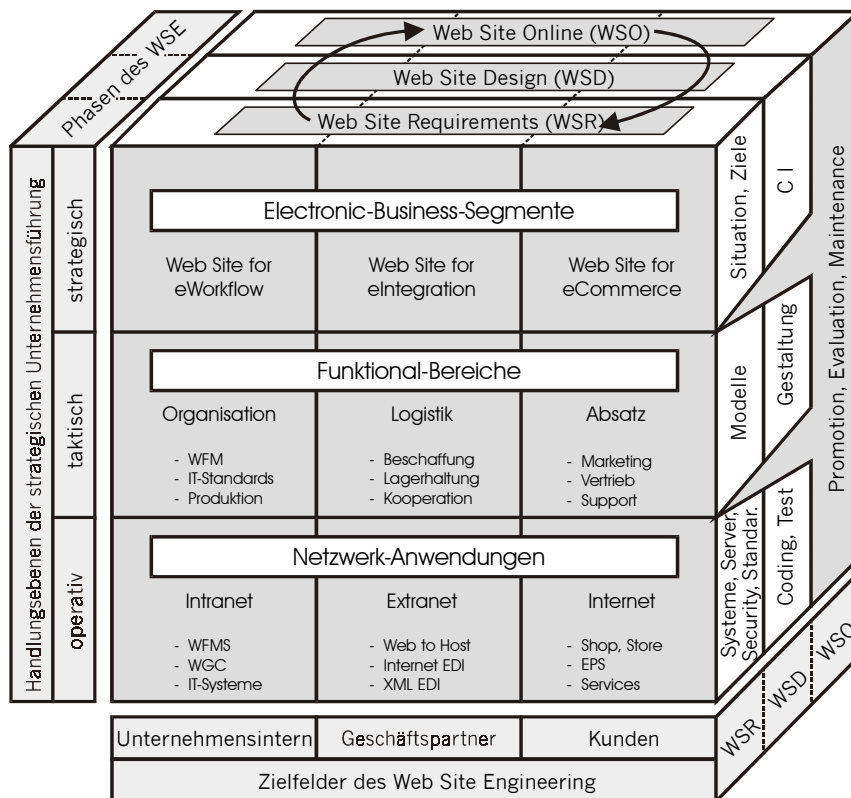 Phasen des WSE
Web Site Online (WSO)
Web Site Design (WSD)
Web Site Requirements (WSR)
Handlungsebenen der strategischen Unternehmensführung
strategisch
taktisch
operativ
Electronic-Business-Segmente
Web Site for
eWorkflow
Web Site for
eIntegration
Web Site for
eCommerce
Funktional-Bereiche
Organisation
- WFM
- IT-Standards
- Produktion
Logistik
- Beschaffung
- Lagerhaltung
- Kooperation
Absatz
- Marketing
- Vertrieb
- Support
Netzwerk-Anwendungen
Intranet
- WFMS
- WGC
- IT-Systeme
Extranet
- Web to Host
- Internet EDI
- XML EDI
Internet
- Shop, Store
- EPS
- Services
Situation, Ziele
C I
Modelle
Gestaltung
Systeme, Server,
Security, Standar.
Coding, Test
Promotion, Evaluation, Maintenance
WSR
WSD
WSO
Unternehmensintern
Geschäftspartner
Kunden
Zielfelder des Web Site Engineering